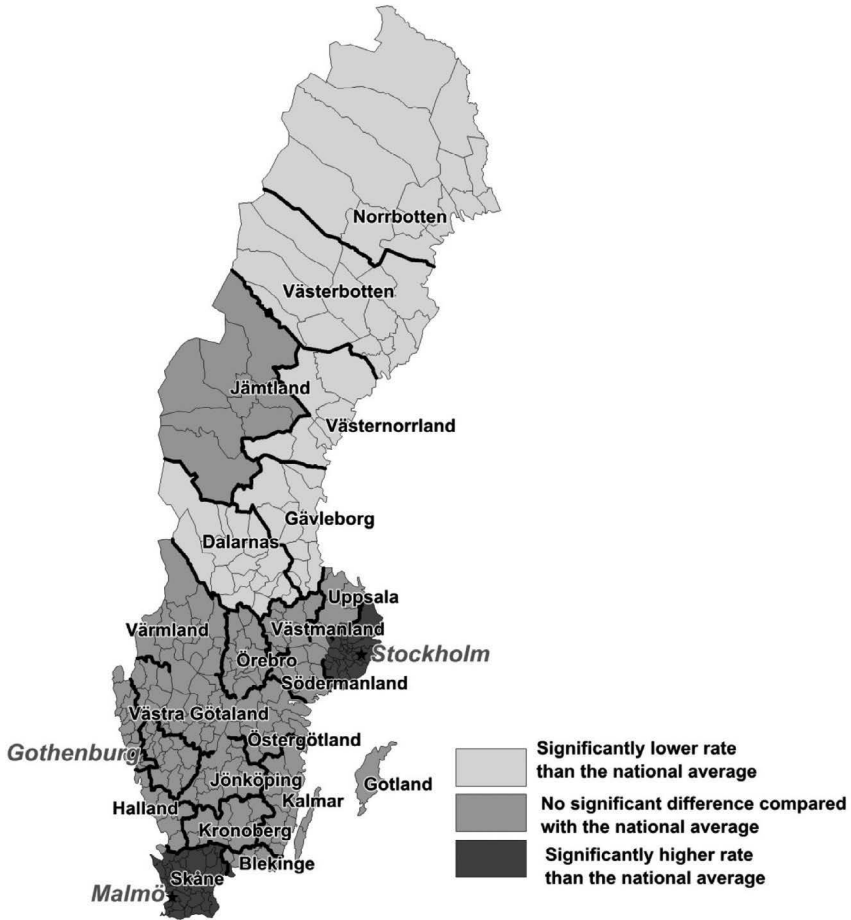 Norrbotten
Västerbotten
Jämtland
Västernorrland
Gävleborg
Dalarnas
Uppsala
Värmland
Västmanland
Stockholm
Örebro
Södermanland
Västra Götaland
Östergötland
Gothenburg
Jönköping
Gotland
Kalmar
Halland
Kronoberg
Blekinge
Skåne
Malmö
Significantly lower rate
than the national average
No significant difference compared
with the national average
Significantly higher rate
than the national average